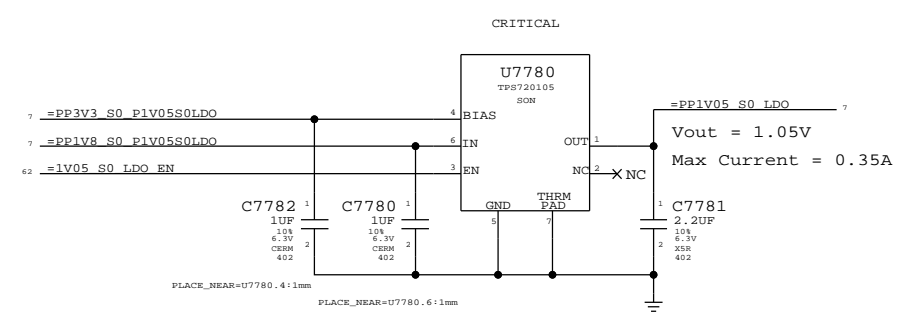 CRITICAL
U7780
TPS720105
SON
7 =PP3V3_S0_P1V05S0LDO 4 BIAS
=PP1V05_S0_LDO 7
7 =PP1V8_S0_P1V05S0LDO 6 IN OUT 1
Vout = 1.05V
Max Current = 0.35A
62 =1V05_S0_LDO_EN 3 EN NC 2 NC
GND THRM PAD
5 7
C7782 1
1UF
10%
6.3V
CERM
402
2
C7780 1
1UF
10%
6.3V
CERM
402
2
1 C7781
2.2UF
10%
6.3V
X5R
402
2
PLACE_NEAR=U7780.4:1mm
PLACE_NEAR=U7780.6:1mm